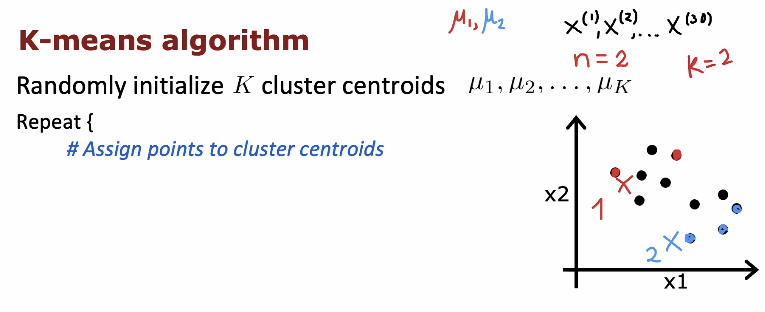 μ₁, μ₂
x⁽¹⁾, x⁽²⁾, ... x⁽³⁰⁾
K-means algorithm
n = 2
K = 2
Randomly initialize K cluster centroids μ₁, μ₂, . . . , μ_K
Repeat {
# Assign points to cluster centroids
x2
1
2
x1